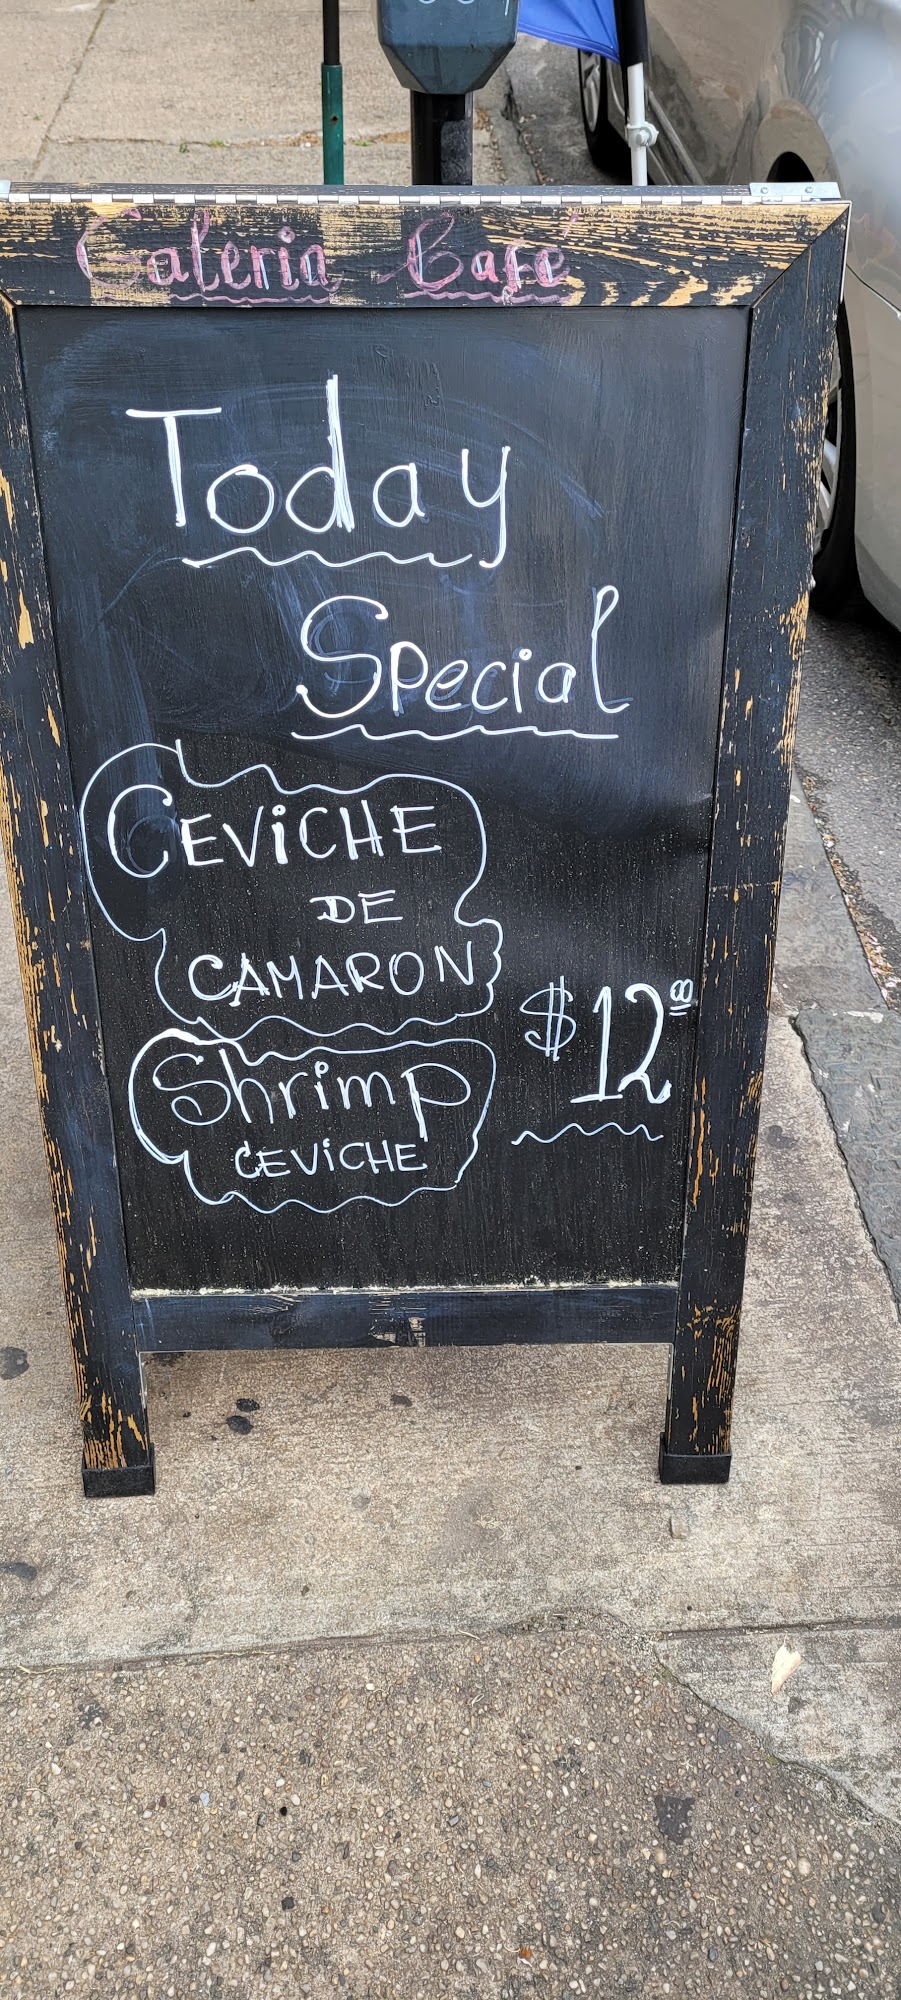 Galeria Café
Today
Special
CEViCHE
DE
CAMARON
$12.00
Shrimp
CEViCHE